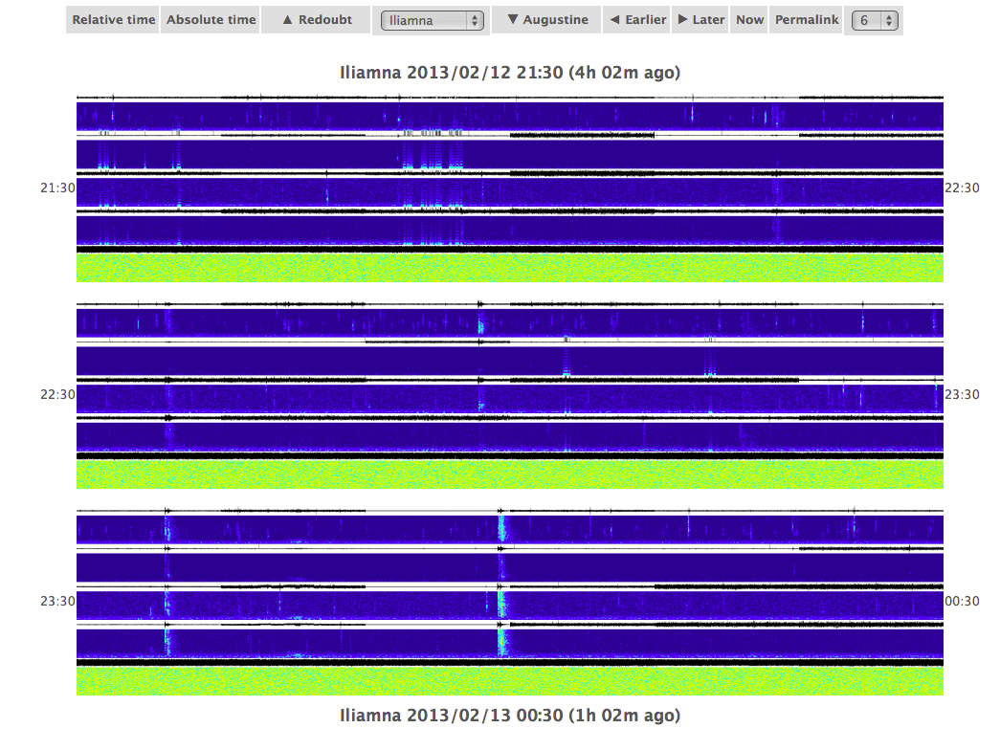 Relative time Absolute time ▲ Redoubt Iliamna ▼ Augustine ◀ Earlier ▶ Later Now Permalink 6
Iliamna 2013/02/12 21:30 (4h 02m ago)
21:30 22:30
22:30 23:30
23:30 00:30
Iliamna 2013/02/13 00:30 (1h 02m ago)